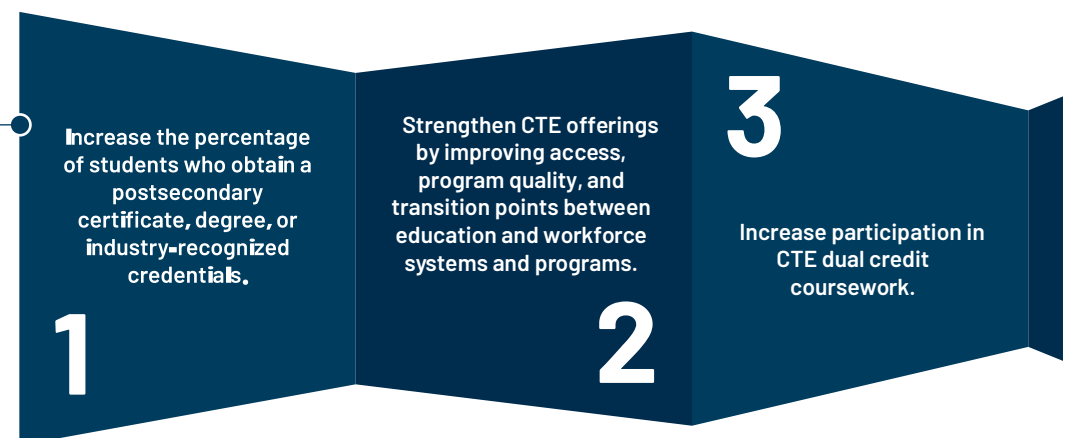 Increase the percentage
of students who obtain a
postsecondary
certificate, degree, or
industry-recognized
credentials.
1
Strengthen CTE offerings
by improving access,
program quality, and
transition points between
education and workforce
systems and programs.
2
3
Increase participation in
CTE dual credit
coursework.